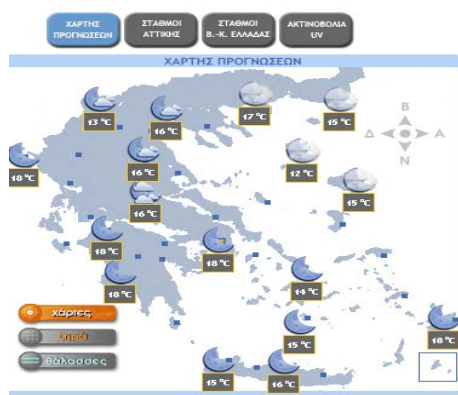 ΧΑΡΤΗΣ
ΠΡΟΓΝΩΣΕΩΝ
ΣΤΑΘΜΟΙ
ΑΤΤΙΚΗΣ
ΣΤΑΘΜΟΙ
Β.-Κ. ΕΛΛΑΔΑΣ
ΑΚΤΙΝΟΒΟΛΙΑ
UV
ΧΑΡΤΗΣ ΠΡΟΓΝΩΣΕΩΝ
13 °C
16 °C
17 °C
15 °C
Β
Δ
Α
Ν
18 °C
16 °C
12 °C
16 °C
15 °C
18 °C
18 °C
18 °C
14 °C
χάρτες
ξηρά
θάλασσες
15 °C
18 °C
15 °C
16 °C